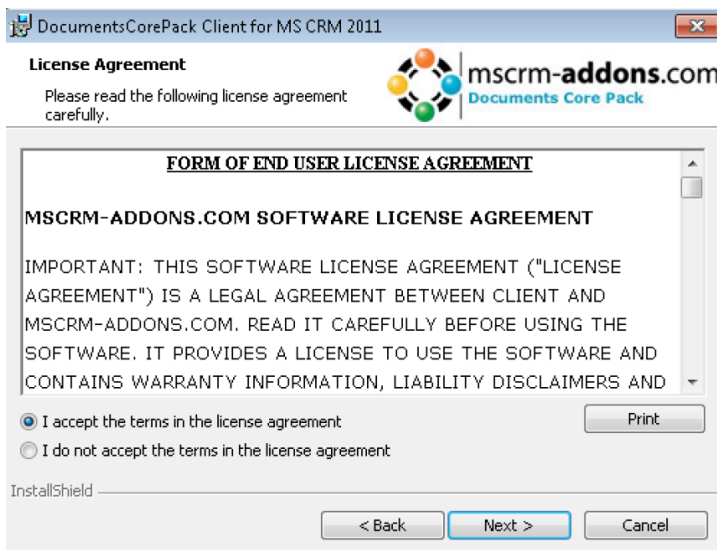 DocumentsCorePack Client for MS CRM 2011
License Agreement
Please read the following license agreement
carefully.
mscrm-addons.com
Documents Core Pack
FORM OF END USER LICENSE AGREEMENT
MSCRM-ADDONS.COM SOFTWARE LICENSE AGREEMENT
IMPORTANT: THIS SOFTWARE LICENSE AGREEMENT ("LICENSE
AGREEMENT") IS A LEGAL AGREEMENT BETWEEN CLIENT AND
MSCRM-ADDONS.COM. READ IT CAREFULLY BEFORE USING THE
SOFTWARE. IT PROVIDES A LICENSE TO USE THE SOFTWARE AND
CONTAINS WARRANTY INFORMATION, LIABILITY DISCLAIMERS AND
I accept the terms in the license agreement
Print
I do not accept the terms in the license agreement
InstallShield
< Back Next > Cancel